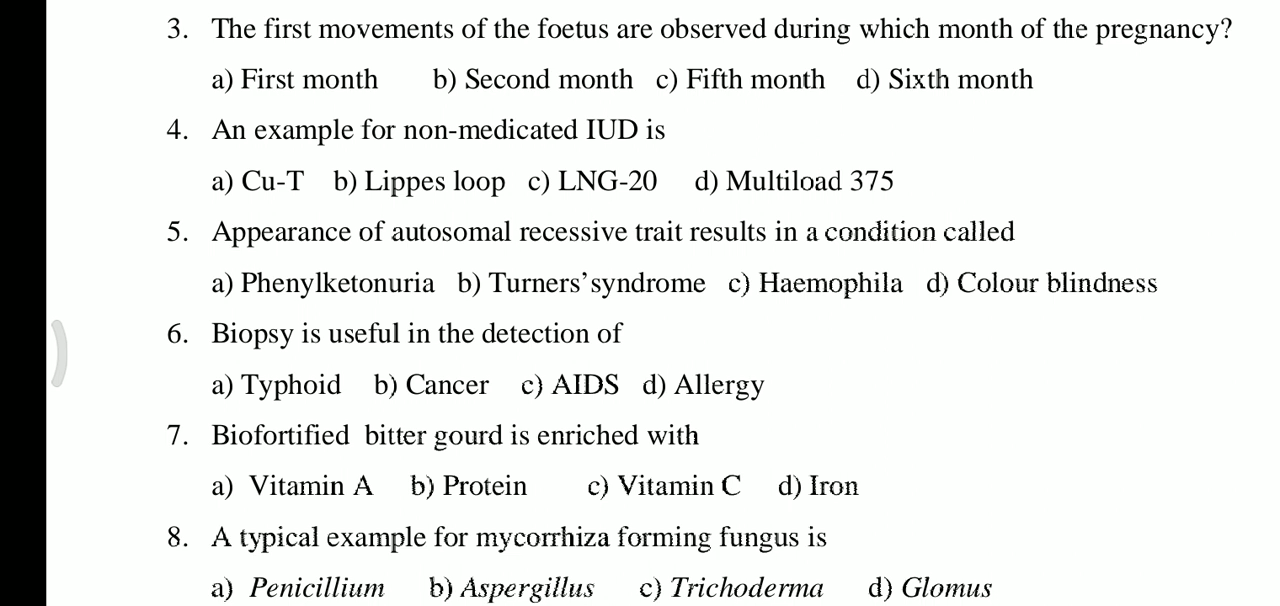 3. The first movements of the foetus are observed during which month of the pregnancy?
a) First month b) Second month c) Fifth month d) Sixth month
4. An example for non-medicated IUD is
a) Cu-T b) Lippes loop c) LNG-20 d) Multiload 375
5. Appearance of autosomal recessive trait results in a condition called
a) Phenylketonuria b) Turners’ syndrome c) Haemophila d) Colour blindness
6. Biopsy is useful in the detection of
a) Typhoid b) Cancer c) AIDS d) Allergy
7. Biofortified bitter gourd is enriched with
a) Vitamin A b) Protein c) Vitamin C d) Iron
8. A typical example for mycorrhiza forming fungus is
a) Penicillium b) Aspergillus c) Trichoderma d) Glomus